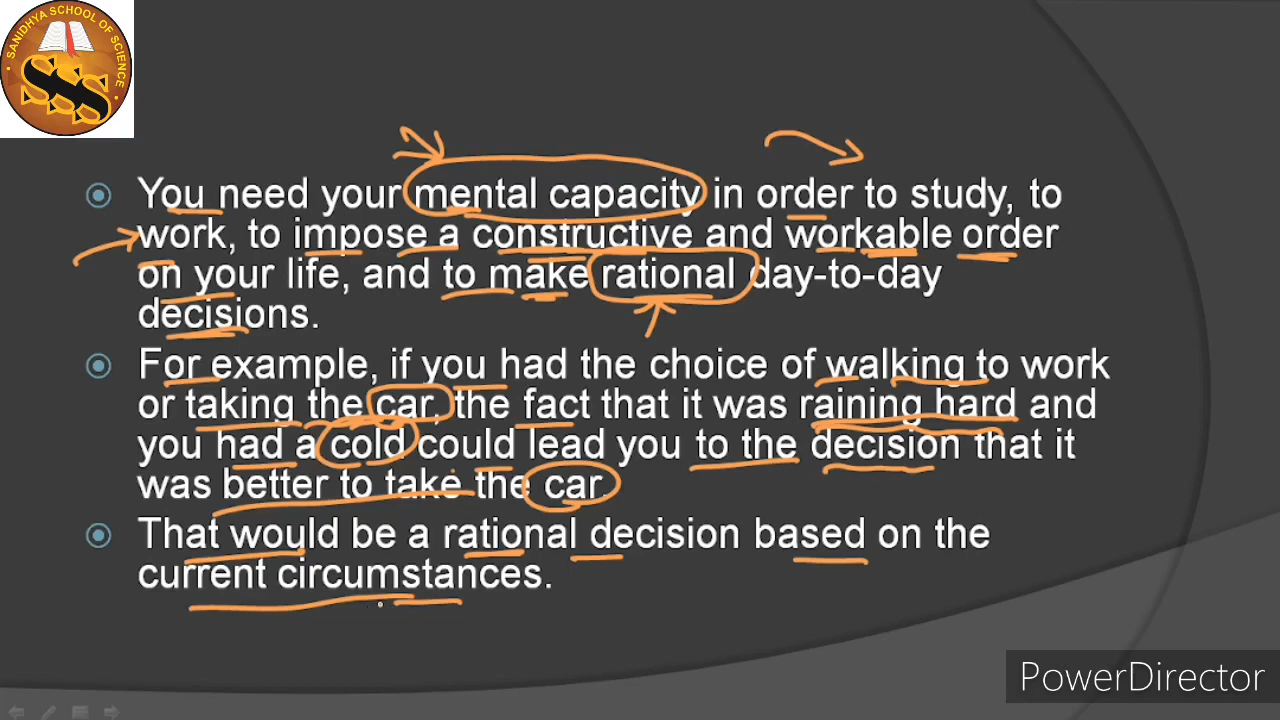 SANIDHYA SCHOOL OF SCIENCE
SSS
You need your mental capacity in order to study, to
work, to impose a constructive and workable order
on your life, and to make rational day-to-day
decisions.
For example, if you had the choice of walking to work
or taking the car, the fact that it was raining hard and
you had a cold could lead you to the decision that it
was better to take the car.
That would be a rational decision based on the
current circumstances.
PowerDirector